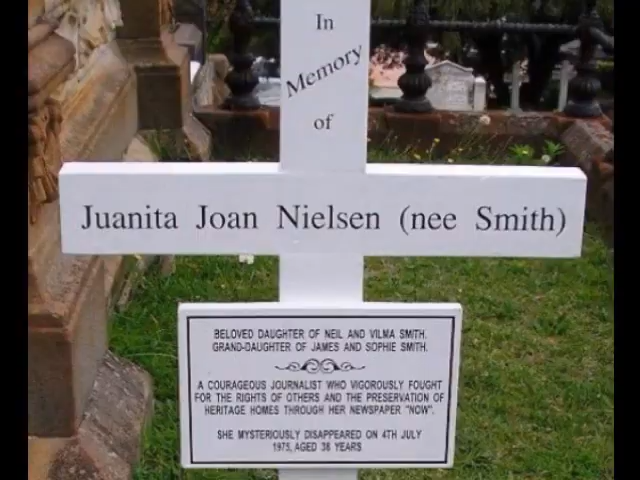 In
Memory
of
Juanita Joan Nielsen (nee Smith)
BELOVED DAUGHTER OF NEIL AND VILMA SMITH.
GRAND-DAUGHTER OF JAMES AND SOPHIE SMITH.
A COURAGEOUS JOURNALIST WHO VIGOROUSLY FOUGHT
FOR THE RIGHTS OF OTHERS AND THE PRESERVATION OF
HERITAGE HOMES THROUGH HER NEWSPAPER "NOW".
SHE MYSTERIOUSLY DISAPPEARED ON 4TH JULY
1975, AGED 38 YEARS